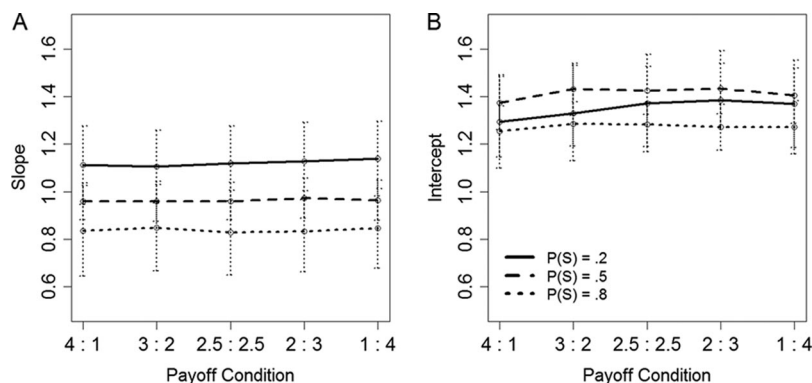 A
Slope
1.6
1.4
1.2
1.0
0.8
0.6
4 : 1
3 : 2
2.5 : 2.5
2 : 3
1 : 4
Payoff Condition
B
Intercept
1.6
1.4
1.2
1.0
0.8
0.6
P(S) = .2
P(S) = .5
P(S) = .8
4 : 1
3 : 2
2.5 : 2.5
2 : 3
1 : 4
Payoff Condition